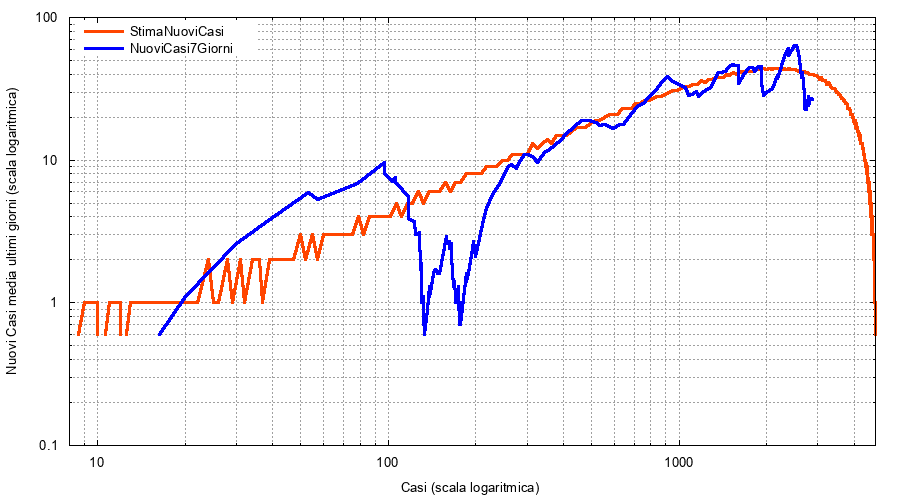 100
StimaNuoviCasi
NuoviCasi7Giorni
10
1
0.1
Nuovi Casi media ultimi giorni (scala logaritmica)
10 100 1000
Casi (scala logaritmica)